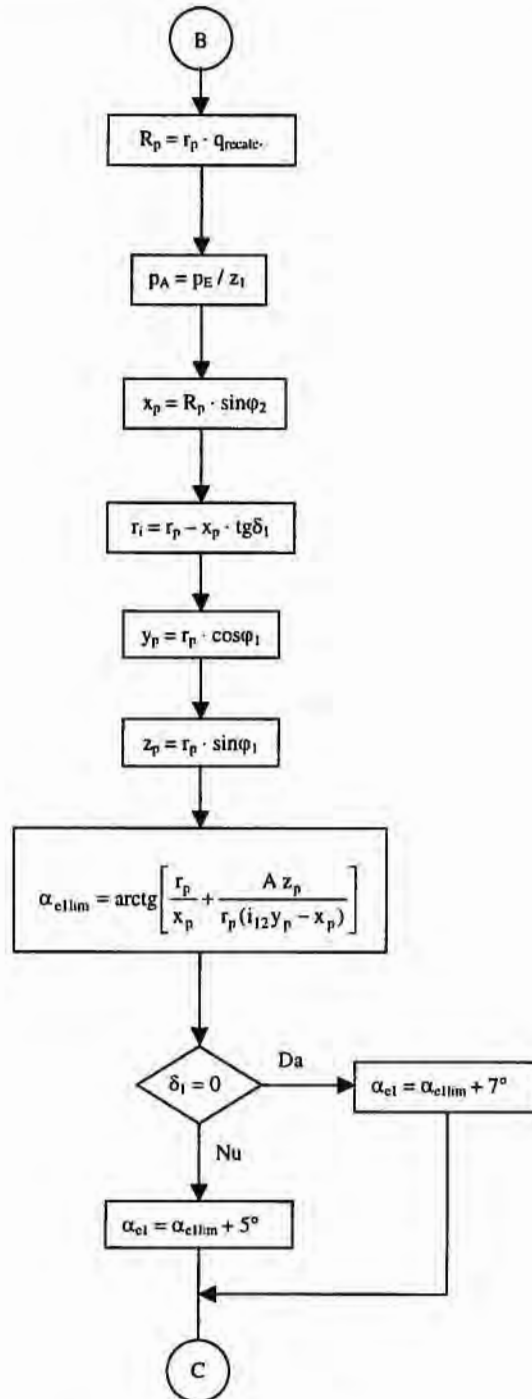 B
R_p = r_p · q_recalc.
p_A = p_E / z_1
x_p = R_p · sinφ_2
r_i = r_p – x_p · tgδ_1
y_p = r_p · cosφ_1
z_p = r_p · sinφ_1
α_e1lim = arctg[r_p/x_p + A z_p/(r_p(i_12 y_p – x_p))]
δ_1 = 0
Da
α_e1 = α_e1lim + 7°
Nu
α_e1 = α_e1lim + 5°
C